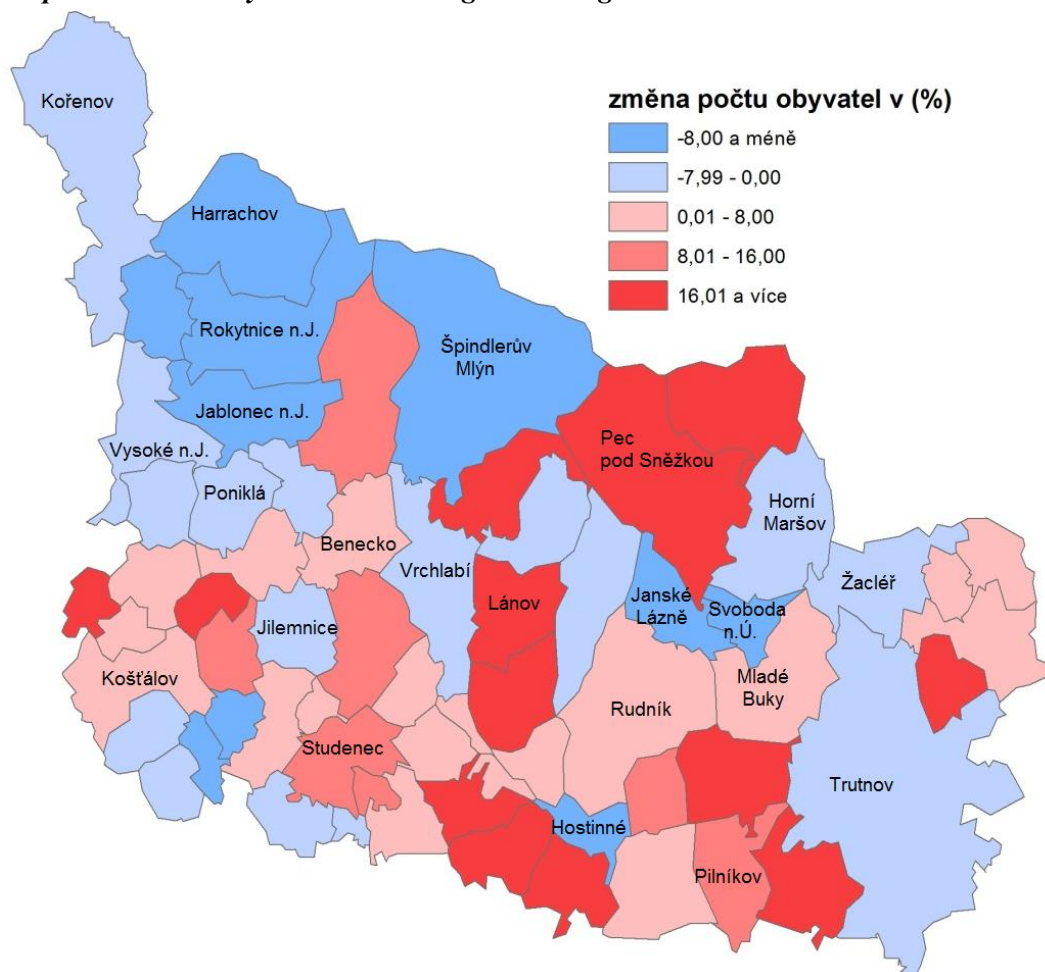 Kořenov
změna počtu obyvatel v (%)
-8,00 a méně
-7,99 - 0,00
0,01 - 8,00
8,01 - 16,00
16,01 a více
Harrachov
Rokytnice n.J.
Špindlerův
Mlýn
Jablonec n.J.
Vysoké n.J.
Pec
pod Sněžkou
Poniklá
Horní
Maršov
Benecko
Vrchlabí
Žacléř
Lánov
Janské
Lázně
Svoboda
n.Ú.
Jilemnice
Košťálov
Mladé
Buky
Rudník
Studenec
Trutnov
Hostinné
Pilníkov